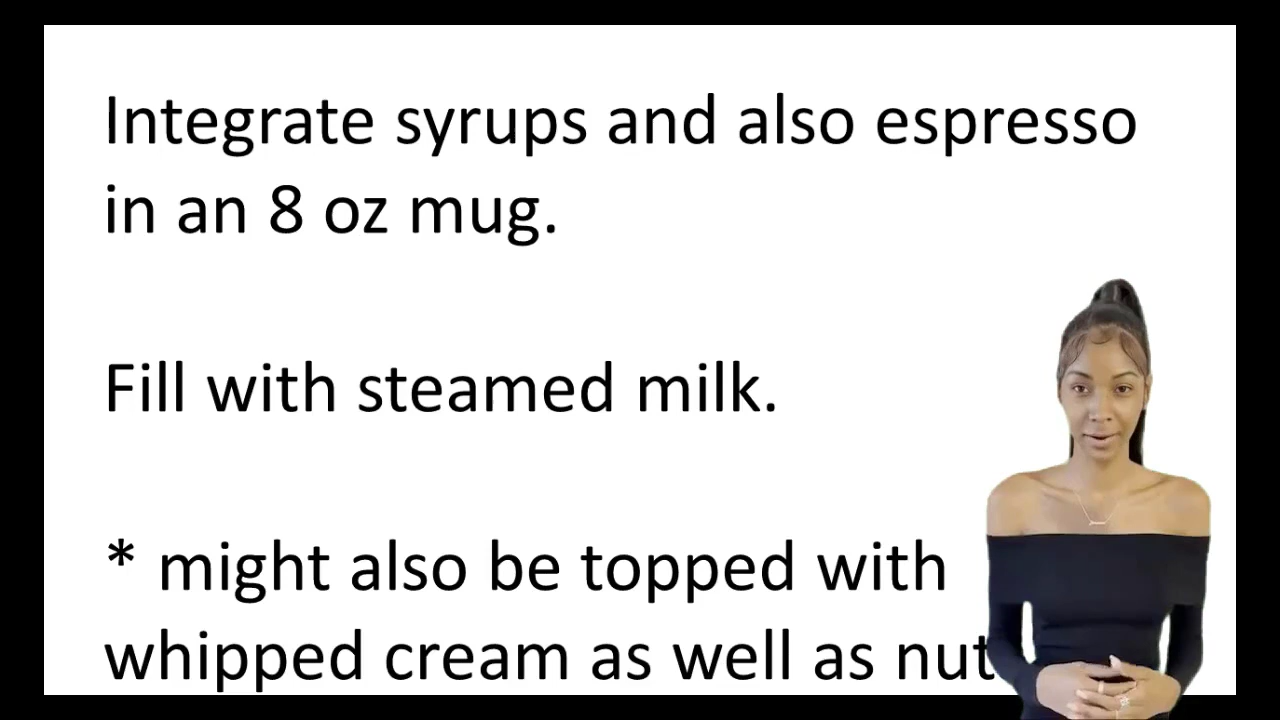 Integrate syrups and also espresso
in an 8 oz mug.
Fill with steamed milk.
* might also be topped with
whipped cream as well as nut